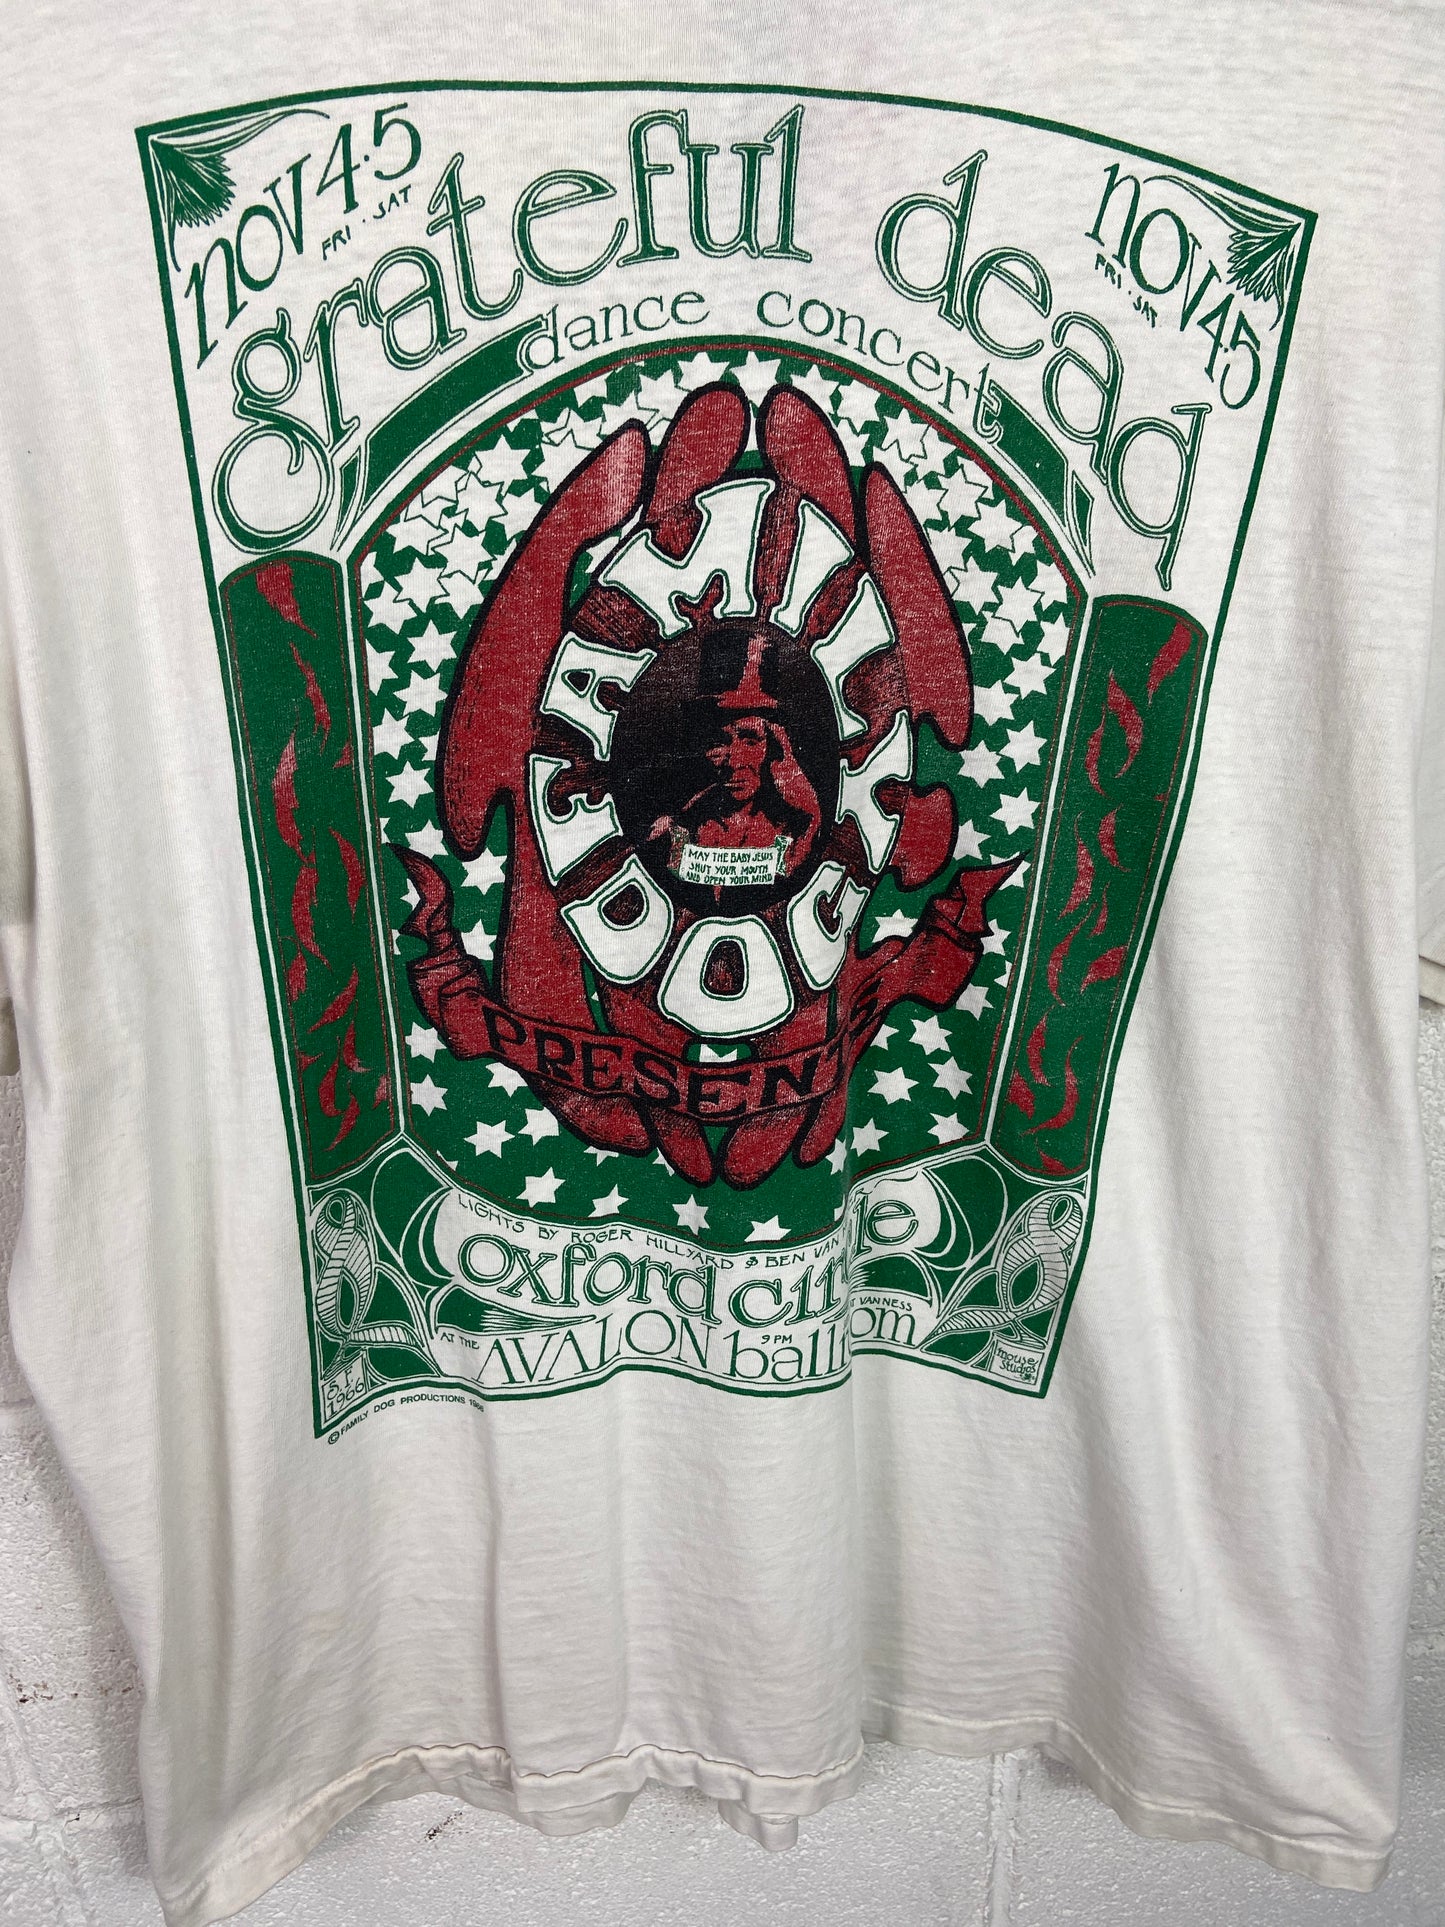 nov 4·5
FRI · SAT
nov 4·5
FRI · SAT
grateful dead
dance concert
FAMILY
DOG
MAY THE BABY JESUS
SHUT YOUR MOUTH
AND OPEN YOUR MIND
PRESENTS
LIGHTS BY ROGER HILLYARD & BEN VAN
oxford circle
AT THE AVALON ballroom
9 PM
VAN NESS
S.F.
1966
mouse
studios
© FAMILY DOG PRODUCTIONS 1966